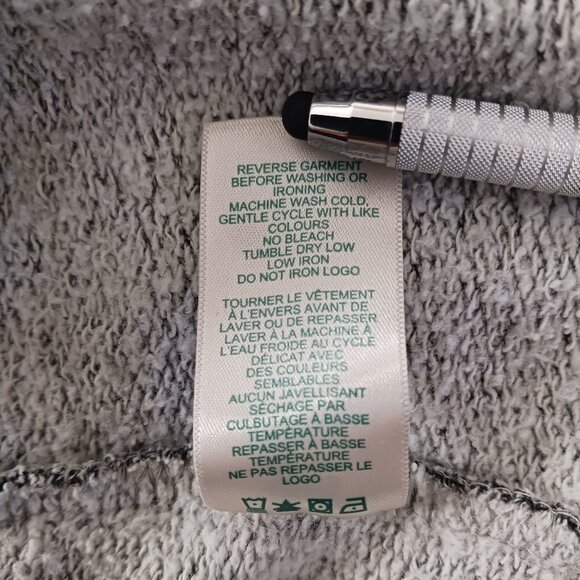 REVERSE GARMENT
BEFORE WASHING OR
IRONING
MACHINE WASH COLD,
GENTLE CYCLE WITH LIKE
COLOURS
NO BLEACH
TUMBLE DRY LOW
LOW IRON
DO NOT IRON LOGO
TOURNER LE VÊTEMENT
À L'ENVERS AVANT DE
LAVER OU DE REPASSER
LAVER À LA MACHINE À
L'EAU FROIDE AU CYCLE
DÉLICAT AVEC
DES COULEURS
SEMBLABLES
AUCUN JAVELLISANT
SÉCHAGE PAR
CULBUTAGE À BASSE
TEMPÉRATURE
REPASSER À BASSE
TEMPÉRATURE
NE PAS REPASSER LE
LOGO